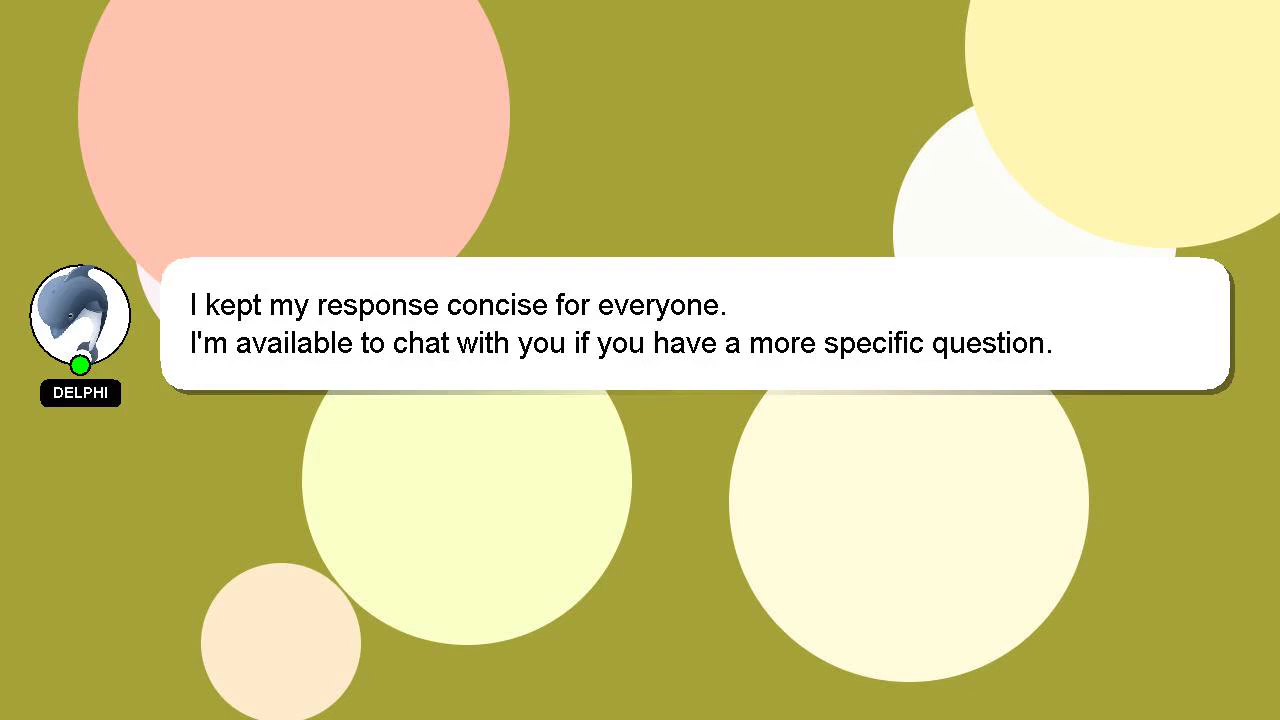 I kept my response concise for everyone.
I'm available to chat with you if you have a more specific question.
DELPHI